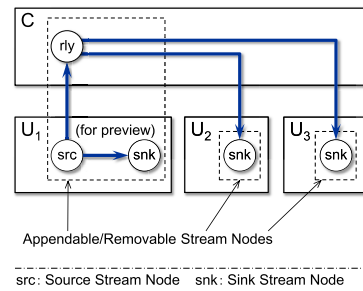 C
rly
U1 (for preview) U2 U3
src snk snk snk
Appendable/Removable Stream Nodes
src: Source Stream Node snk: Sink Stream Node